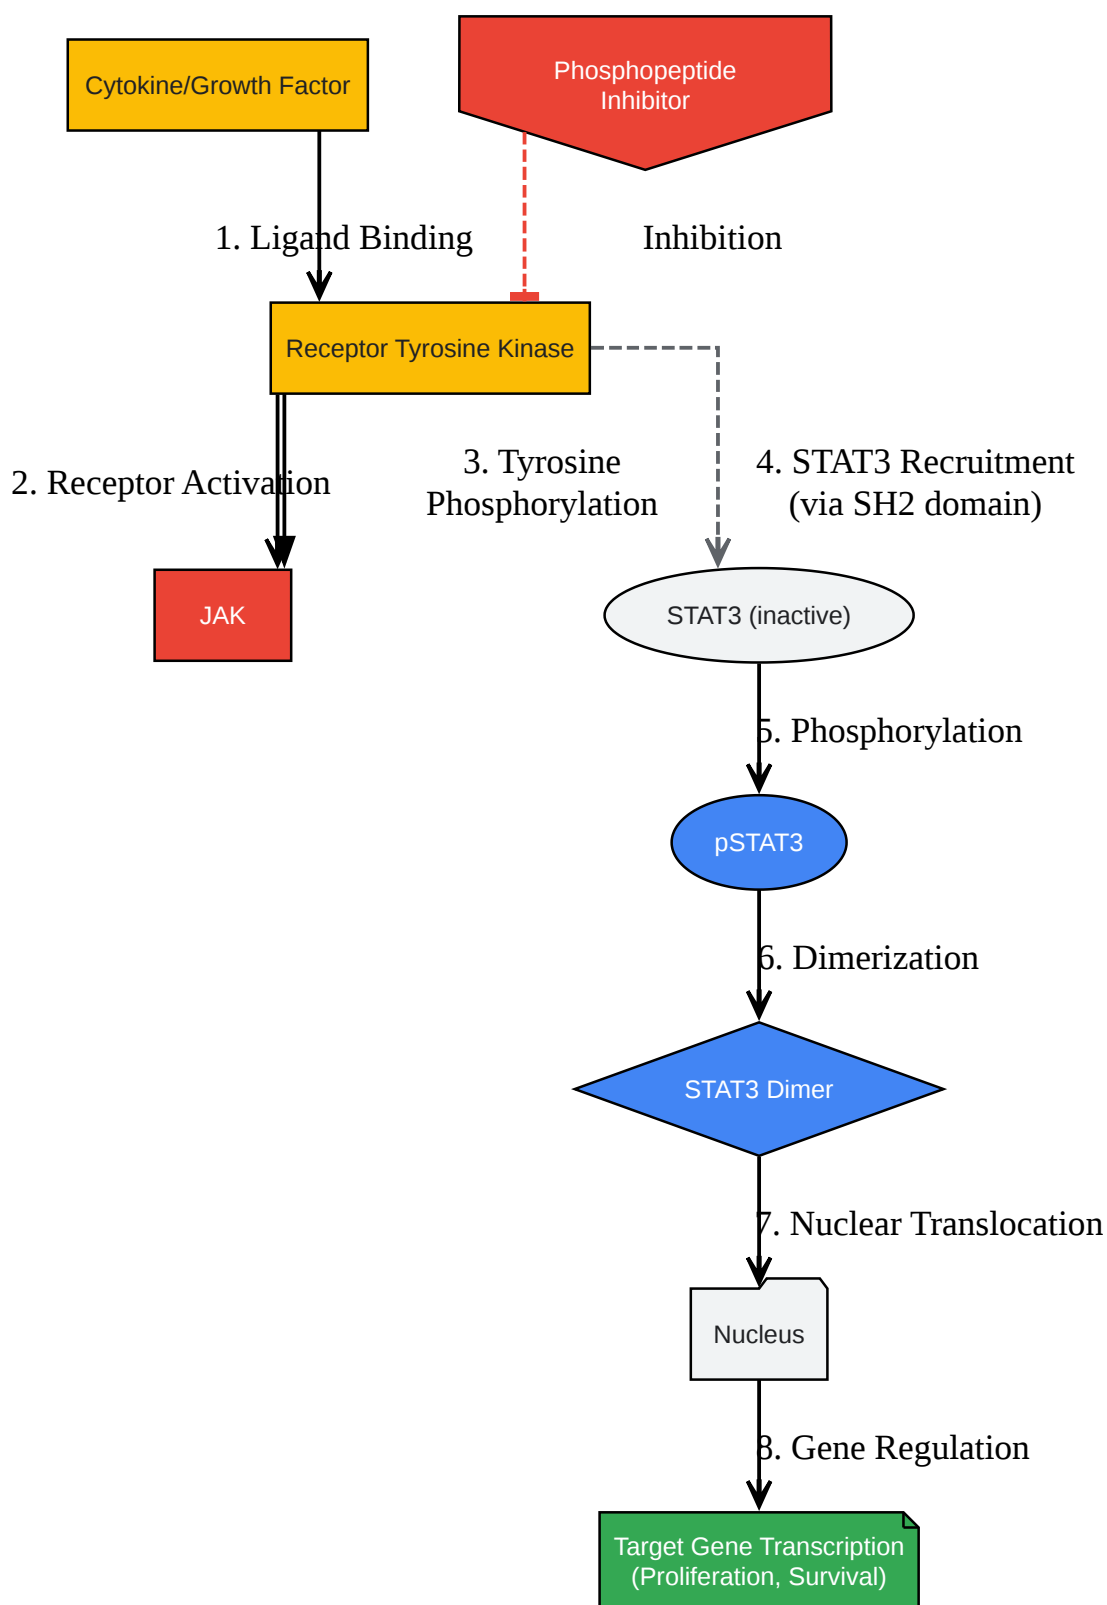 Cytokine/Growth Factor
Phosphopeptide
Inhibitor
1. Ligand Binding
Inhibition
Receptor Tyrosine Kinase
2. Receptor Activation
3. Tyrosine
Phosphorylation
4. STAT3 Recruitment
(via SH2 domain)
JAK
STAT3 (inactive)
5. Phosphorylation
pSTAT3
6. Dimerization
STAT3 Dimer
7. Nuclear Translocation
Nucleus
8. Gene Regulation
Target Gene Transcription
(Proliferation, Survival)